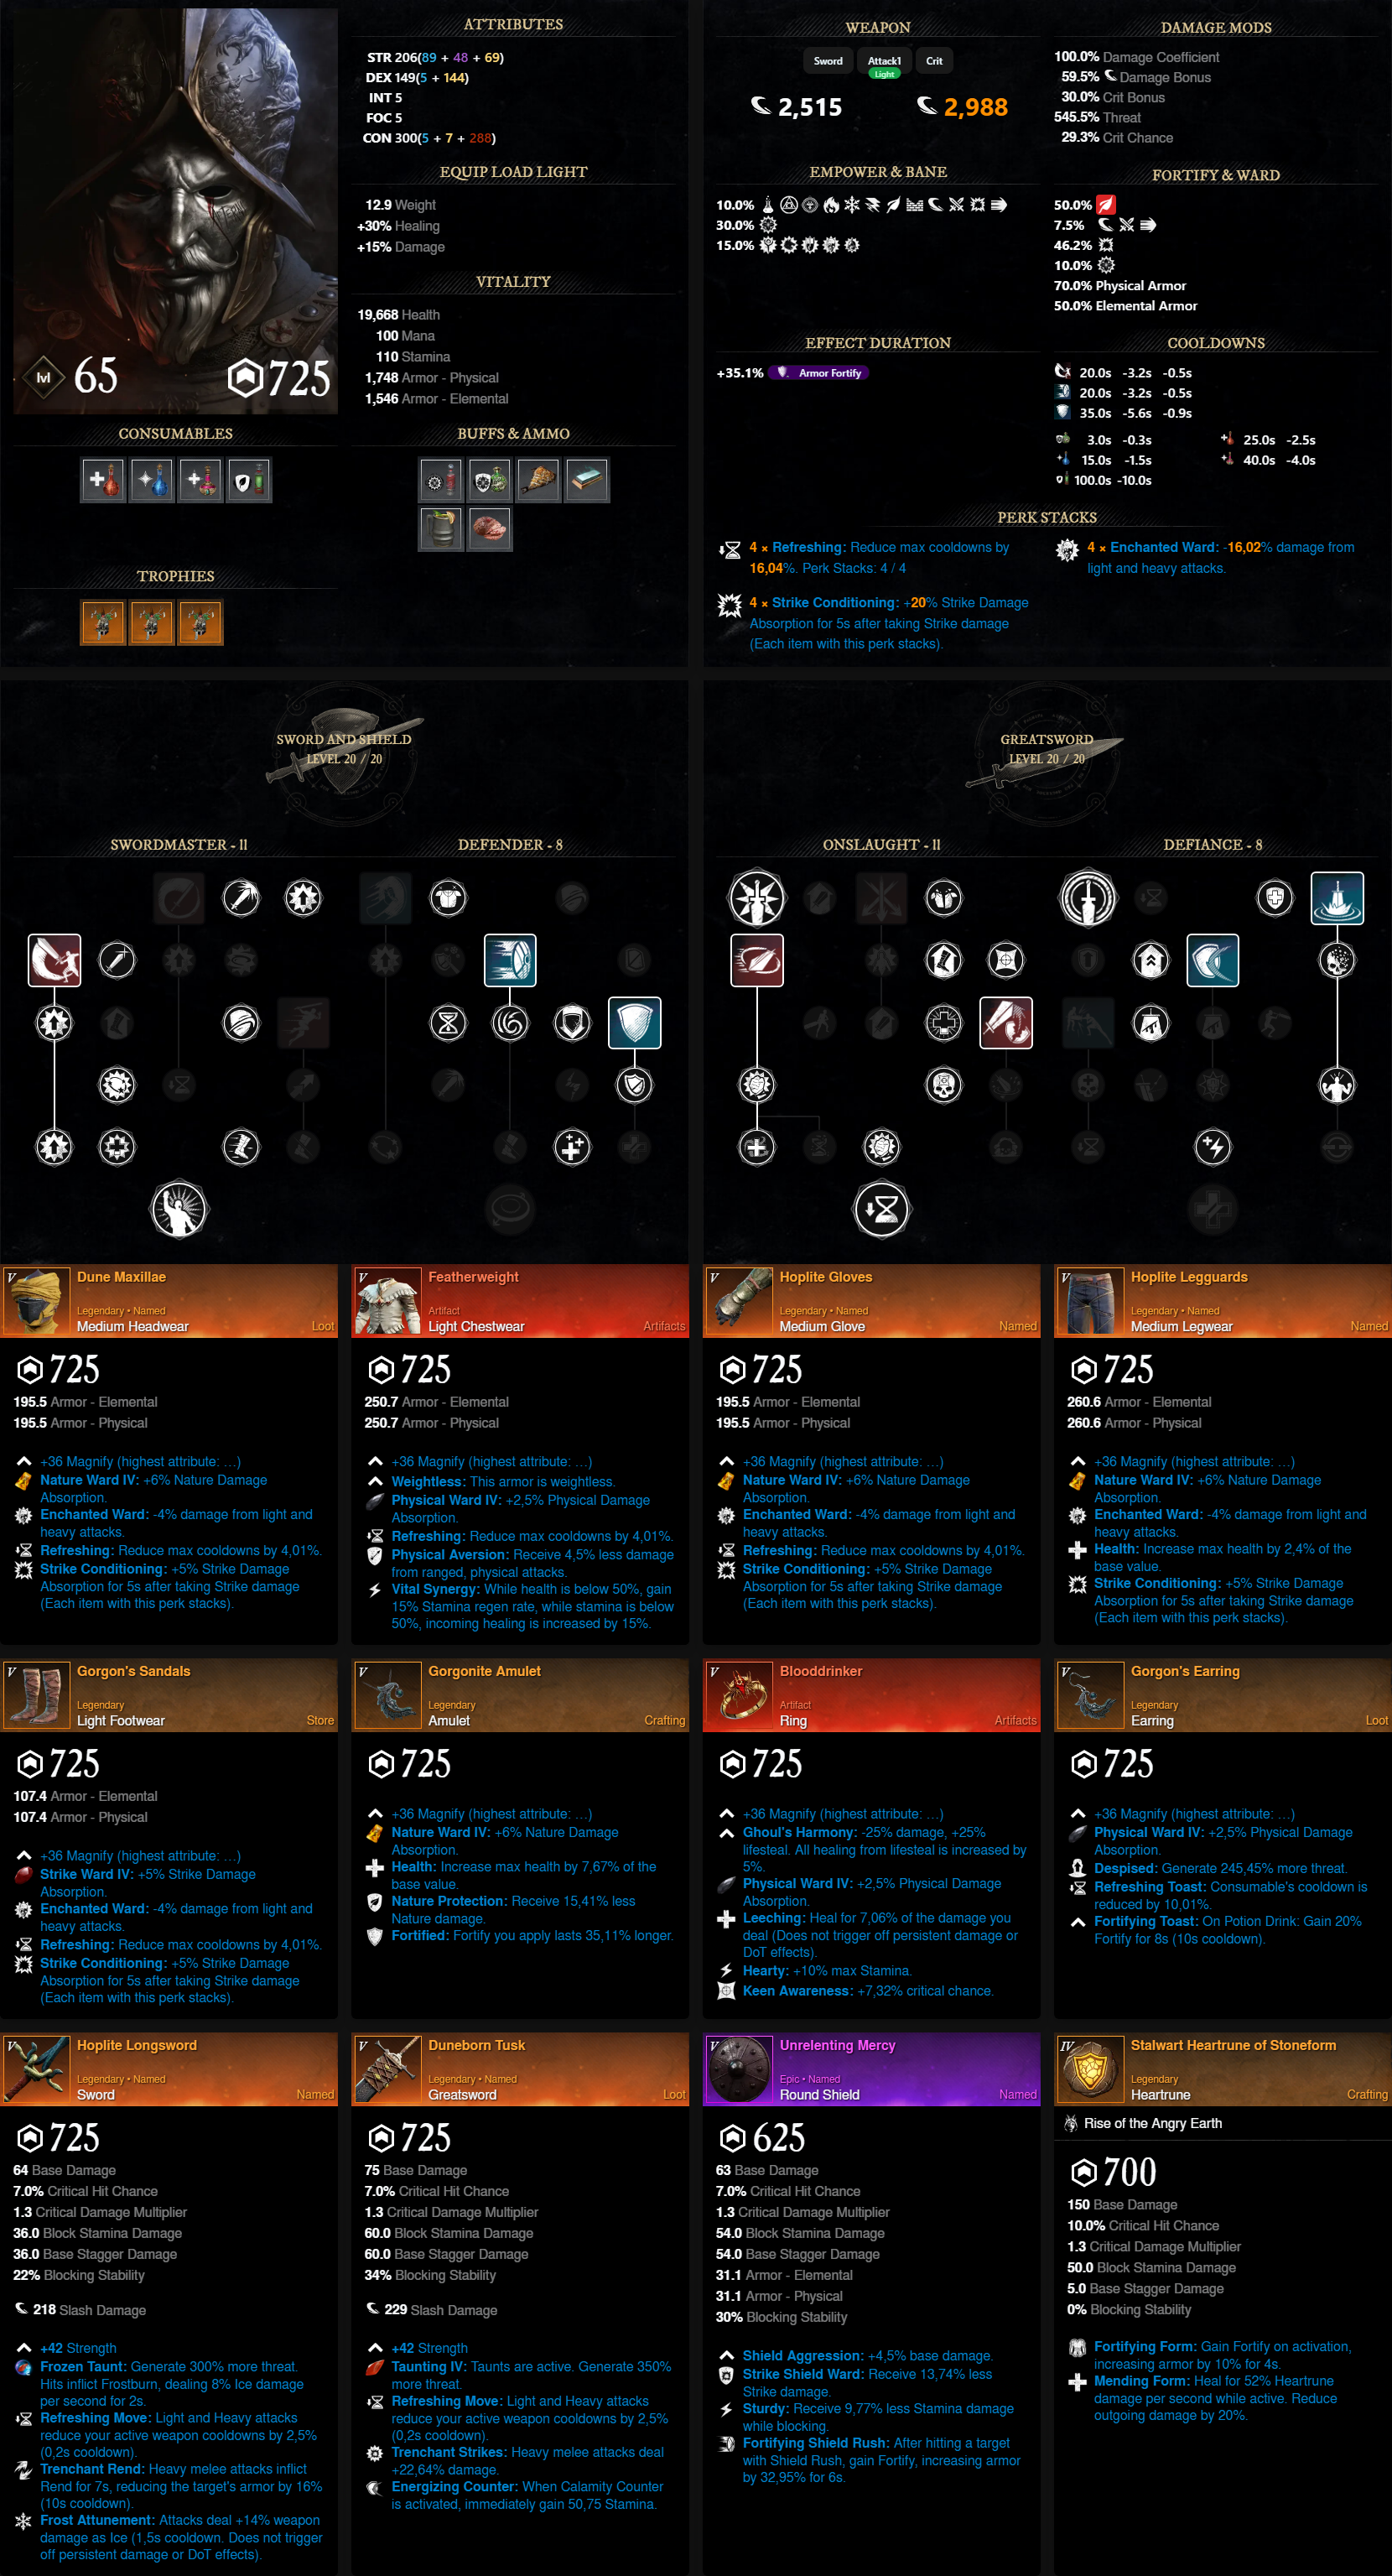 ATTRIBUTES
STR 206(89 + 48 + 69)
DEX 149(5 + 144)
INT 5
FOC 5
CON 300(5 + 7 + 288)
EQUIP LOAD LIGHT
12.9 Weight
+30% Healing
+15% Damage
VITALITY
19,668 Health
100 Mana
110 Stamina
1,748 Armor - Physical
1,546 Armor - Elemental
lvl 65
725
CONSUMABLES
BUFFS & AMMO
TROPHIES
WEAPON
Sword
Attack1
Light
Crit
2,515
2,988
DAMAGE MODS
100.0% Damage Coefficient
59.5% Damage Bonus
30.0% Crit Bonus
545.5% Threat
29.3% Crit Chance
EMPOWER & BANE
10.0%
30.0%
15.0%
FORTIFY & WARD
50.0%
7.5%
46.2%
10.0%
70.0% Physical Armor
50.0% Elemental Armor
EFFECT DURATION
+35.1% Armor Fortify
COOLDOWNS
20.0s -3.2s -0.5s
20.0s -3.2s -0.5s
35.0s -5.6s -0.9s
3.0s -0.3s
25.0s -2.5s
15.0s -1.5s
40.0s -4.0s
100.0s -10.0s
PERK STACKS
4 × Refreshing: Reduce max cooldowns by
16,04%. Perk Stacks: 4 / 4
4 × Enchanted Ward: -16,02% damage from
light and heavy attacks.
4 × Strike Conditioning: +20% Strike Damage
Absorption for 5s after taking Strike damage
(Each item with this perk stacks).
SWORD AND SHIELD
LEVEL 20 / 20
SWORDMASTER - 11
DEFENDER - 8
GREATSWORD
LEVEL 20 / 20
ONSLAUGHT - 11
DEFIANCE - 8
V
Dune Maxillae
Legendary • Named
Medium Headwear
Loot
725
195.5 Armor - Elemental
195.5 Armor - Physical
+36 Magnify (highest attribute: …)
Nature Ward IV: +6% Nature Damage
Absorption.
Enchanted Ward: -4% damage from light and
heavy attacks.
Refreshing: Reduce max cooldowns by 4,01%.
Strike Conditioning: +5% Strike Damage
Absorption for 5s after taking Strike damage
(Each item with this perk stacks).
V
Featherweight
Artifact
Light Chestwear
Artifacts
725
250.7 Armor - Elemental
250.7 Armor - Physical
+36 Magnify (highest attribute: …)
Weightless: This armor is weightless.
Physical Ward IV: +2,5% Physical Damage
Absorption.
Refreshing: Reduce max cooldowns by 4,01%.
Physical Aversion: Receive 4,5% less damage
from ranged, physical attacks.
Vital Synergy: While health is below 50%, gain
15% Stamina regen rate, while stamina is below
50%, incoming healing is increased by 15%.
V
Hoplite Gloves
Legendary • Named
Medium Glove
Named
725
195.5 Armor - Elemental
195.5 Armor - Physical
+36 Magnify (highest attribute: …)
Nature Ward IV: +6% Nature Damage
Absorption.
Enchanted Ward: -4% damage from light and
heavy attacks.
Refreshing: Reduce max cooldowns by 4,01%.
Strike Conditioning: +5% Strike Damage
Absorption for 5s after taking Strike damage
(Each item with this perk stacks).
V
Hoplite Legguards
Legendary • Named
Medium Legwear
Named
725
260.6 Armor - Elemental
260.6 Armor - Physical
+36 Magnify (highest attribute: …)
Nature Ward IV: +6% Nature Damage
Absorption.
Enchanted Ward: -4% damage from light and
heavy attacks.
Health: Increase max health by 2,4% of the
base value.
Strike Conditioning: +5% Strike Damage
Absorption for 5s after taking Strike damage
(Each item with this perk stacks).
V
Gorgon's Sandals
Legendary
Light Footwear
Store
725
107.4 Armor - Elemental
107.4 Armor - Physical
+36 Magnify (highest attribute: …)
Strike Ward IV: +5% Strike Damage
Absorption.
Enchanted Ward: -4% damage from light and
heavy attacks.
Refreshing: Reduce max cooldowns by 4,01%.
Strike Conditioning: +5% Strike Damage
Absorption for 5s after taking Strike damage
(Each item with this perk stacks).
V
Gorgonite Amulet
Legendary
Amulet
Crafting
725
+36 Magnify (highest attribute: …)
Nature Ward IV: +6% Nature Damage
Absorption.
Health: Increase max health by 7,67% of the
base value.
Nature Protection: Receive 15,41% less
Nature damage.
Fortified: Fortify you apply lasts 35,11% longer.
V
Blooddrinker
Artifact
Ring
Artifacts
725
+36 Magnify (highest attribute: …)
Ghoul's Harmony: -25% damage, +25%
lifesteal. All healing from lifesteal is increased by
5%.
Physical Ward IV: +2,5% Physical Damage
Absorption.
Leeching: Heal for 7,06% of the damage you
deal (Does not trigger off persistent damage or
DoT effects).
Hearty: +10% max Stamina.
Keen Awareness: +7,32% critical chance.
V
Gorgon's Earring
Legendary
Earring
Loot
725
+36 Magnify (highest attribute: …)
Physical Ward IV: +2,5% Physical Damage
Absorption.
Despised: Generate 245,45% more threat.
Refreshing Toast: Consumable's cooldown is
reduced by 10,01%.
Fortifying Toast: On Potion Drink: Gain 20%
Fortify for 8s (10s cooldown).
V
Hoplite Longsword
Legendary • Named
Sword
Named
725
64 Base Damage
7.0% Critical Hit Chance
1.3 Critical Damage Multiplier
36.0 Block Stamina Damage
36.0 Base Stagger Damage
22% Blocking Stability
218 Slash Damage
+42 Strength
Frozen Taunt: Generate 300% more threat.
Hits inflict Frostburn, dealing 8% Ice damage
per second for 2s.
Refreshing Move: Light and Heavy attacks
reduce your active weapon cooldowns by 2,5%
(0,2s cooldown).
Trenchant Rend: Heavy melee attacks inflict
Rend for 7s, reducing the target's armor by 16%
(10s cooldown).
Frost Attunement: Attacks deal +14% weapon
damage as Ice (1,5s cooldown. Does not trigger
off persistent damage or DoT effects).
V
Duneborn Tusk
Legendary • Named
Greatsword
Loot
725
75 Base Damage
7.0% Critical Hit Chance
1.3 Critical Damage Multiplier
60.0 Block Stamina Damage
60.0 Base Stagger Damage
34% Blocking Stability
229 Slash Damage
+42 Strength
Taunting IV: Taunts are active. Generate 350%
more threat.
Refreshing Move: Light and Heavy attacks
reduce your active weapon cooldowns by 2,5%
(0,2s cooldown).
Trenchant Strikes: Heavy melee attacks deal
+22,64% damage.
Energizing Counter: When Calamity Counter
is activated, immediately gain 50,75 Stamina.
V
Unrelenting Mercy
Epic • Named
Round Shield
Named
625
63 Base Damage
7.0% Critical Hit Chance
1.3 Critical Damage Multiplier
54.0 Block Stamina Damage
54.0 Base Stagger Damage
31.1 Armor - Elemental
31.1 Armor - Physical
30% Blocking Stability
Shield Aggression: +4,5% base damage.
Strike Shield Ward: Receive 13,74% less
Strike damage.
Sturdy: Receive 9,77% less Stamina damage
while blocking.
Fortifying Shield Rush: After hitting a target
with Shield Rush, gain Fortify, increasing armor
by 32,95% for 6s.
IV
Stalwart Heartrune of Stoneform
Legendary
Heartrune
Crafting
Rise of the Angry Earth
700
150 Base Damage
10.0% Critical Hit Chance
1.3 Critical Damage Multiplier
50.0 Block Stamina Damage
5.0 Base Stagger Damage
0% Blocking Stability
Fortifying Form: Gain Fortify on activation,
increasing armor by 10% for 4s.
Mending Form: Heal for 52% Heartrune
damage per second while active. Reduce
outgoing damage by 20%.